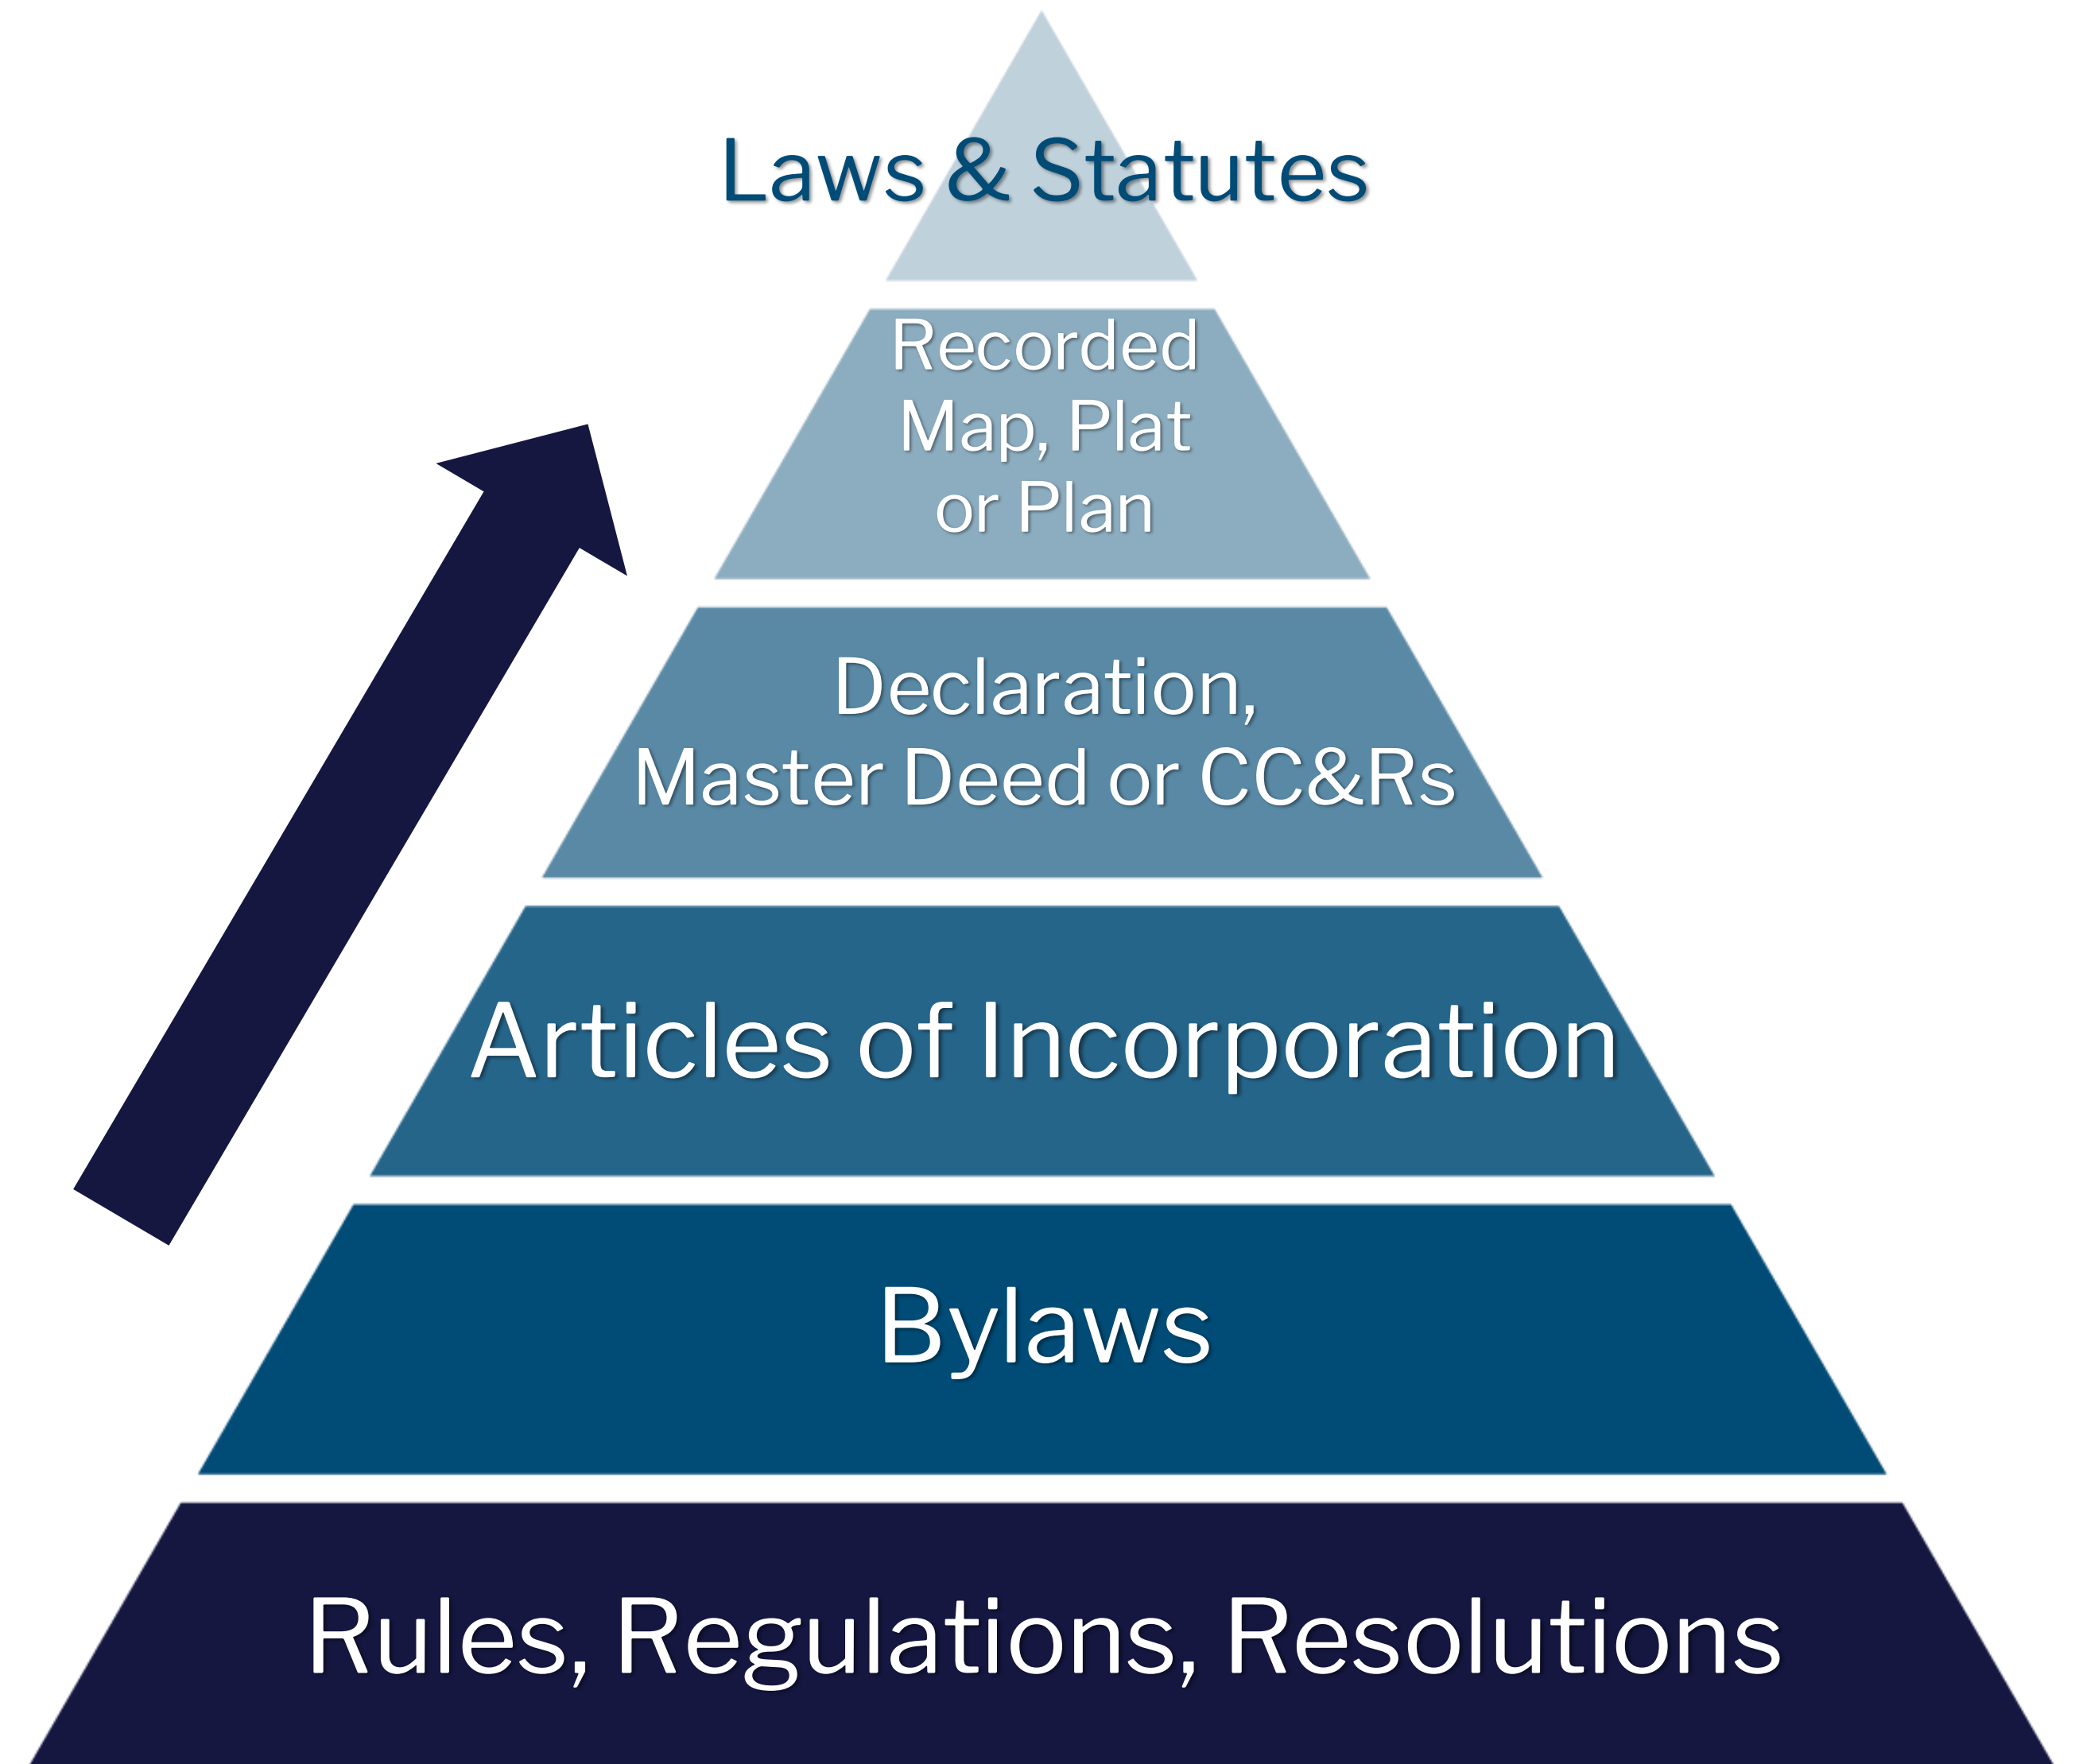 Laws & Statutes
Recorded
Map, Plat
or Plan
Declaration,
Master Deed or CC&Rs
Articles of Incorporation
Bylaws
Rules, Regulations, Resolutions